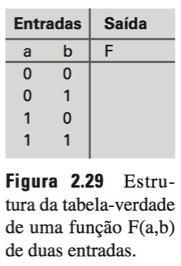 Entradas Saída
a b F
0 0
0 1
1 0
1 1
Figura 2.29 Estru-
tura da tabela-verdade
de uma função F(a,b)
de duas entradas.